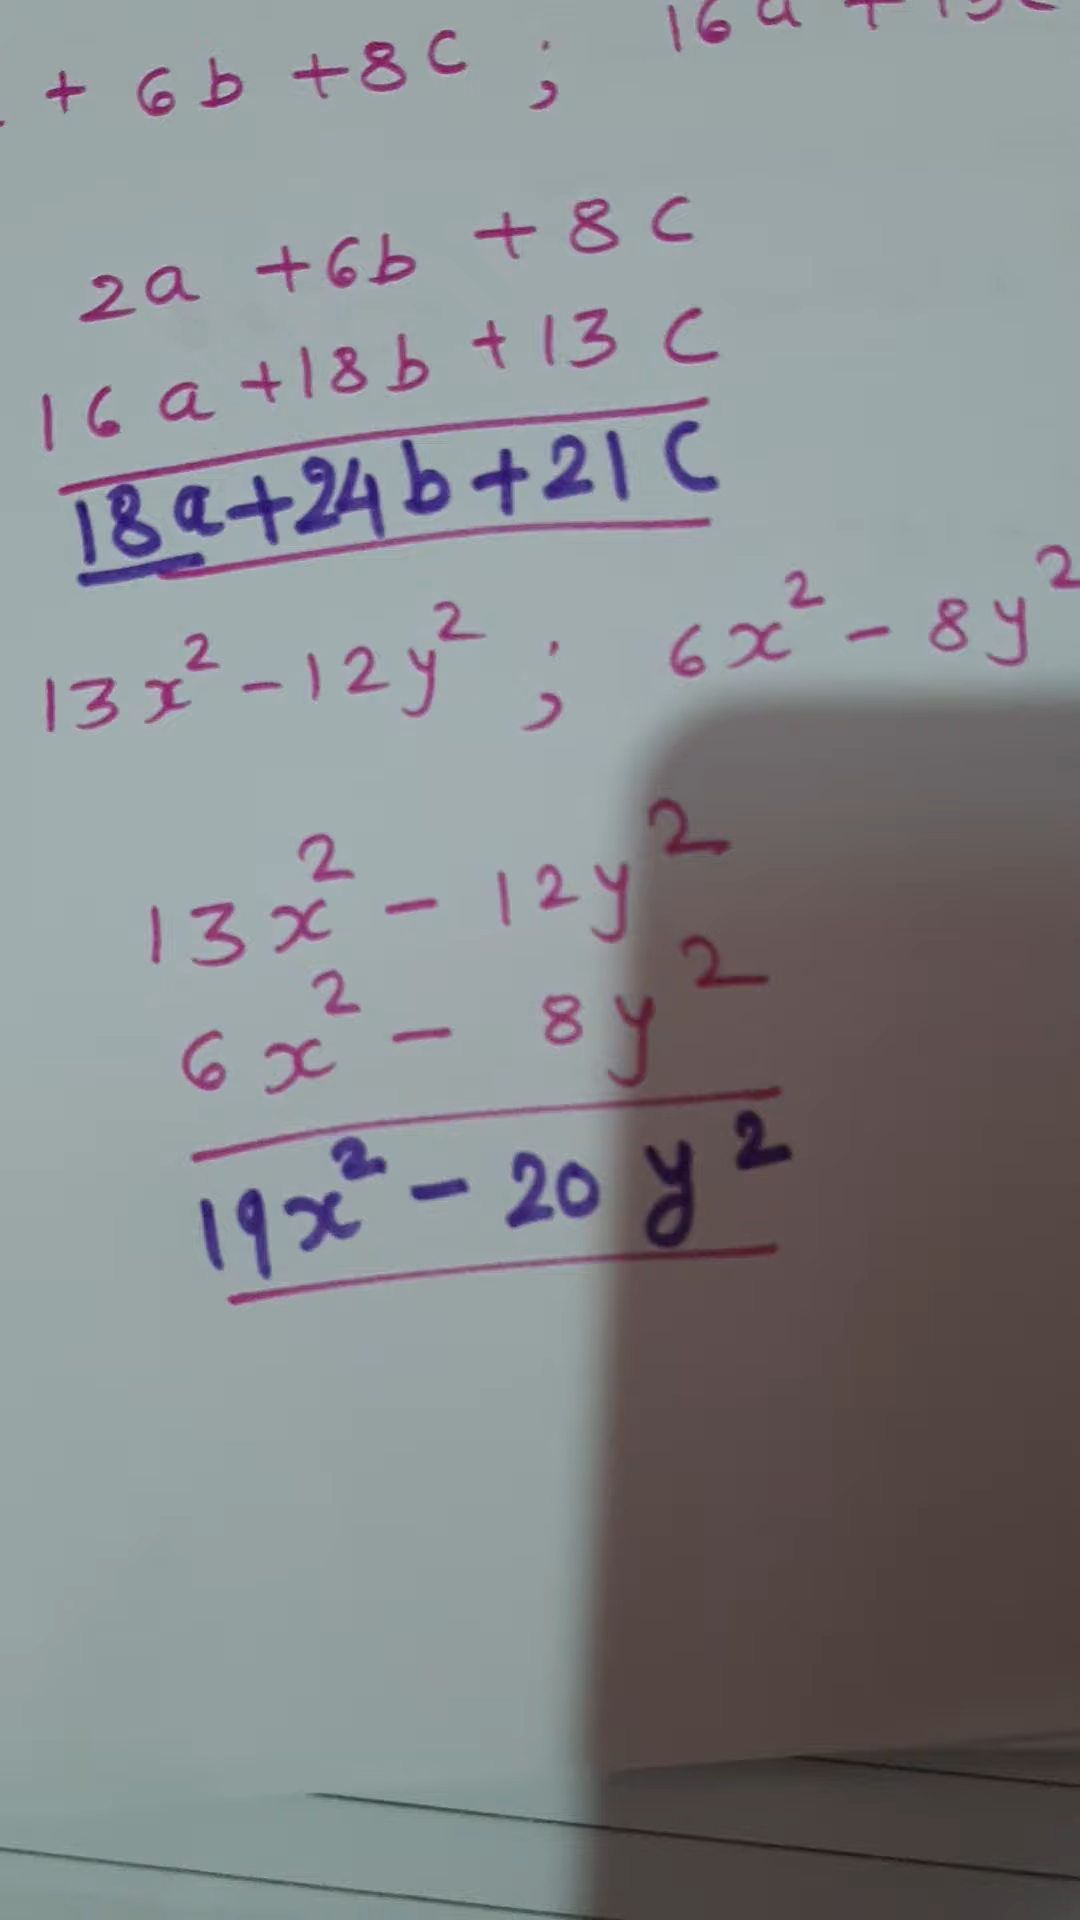 + 6b + 8c ; 16a +
2a + 6b + 8c
16a + 18b + 13c
18a + 24b + 21c
13x² - 12y² ; 6x² - 8y²
13x² - 12y²
6x² - 8y²
19x² - 20y²